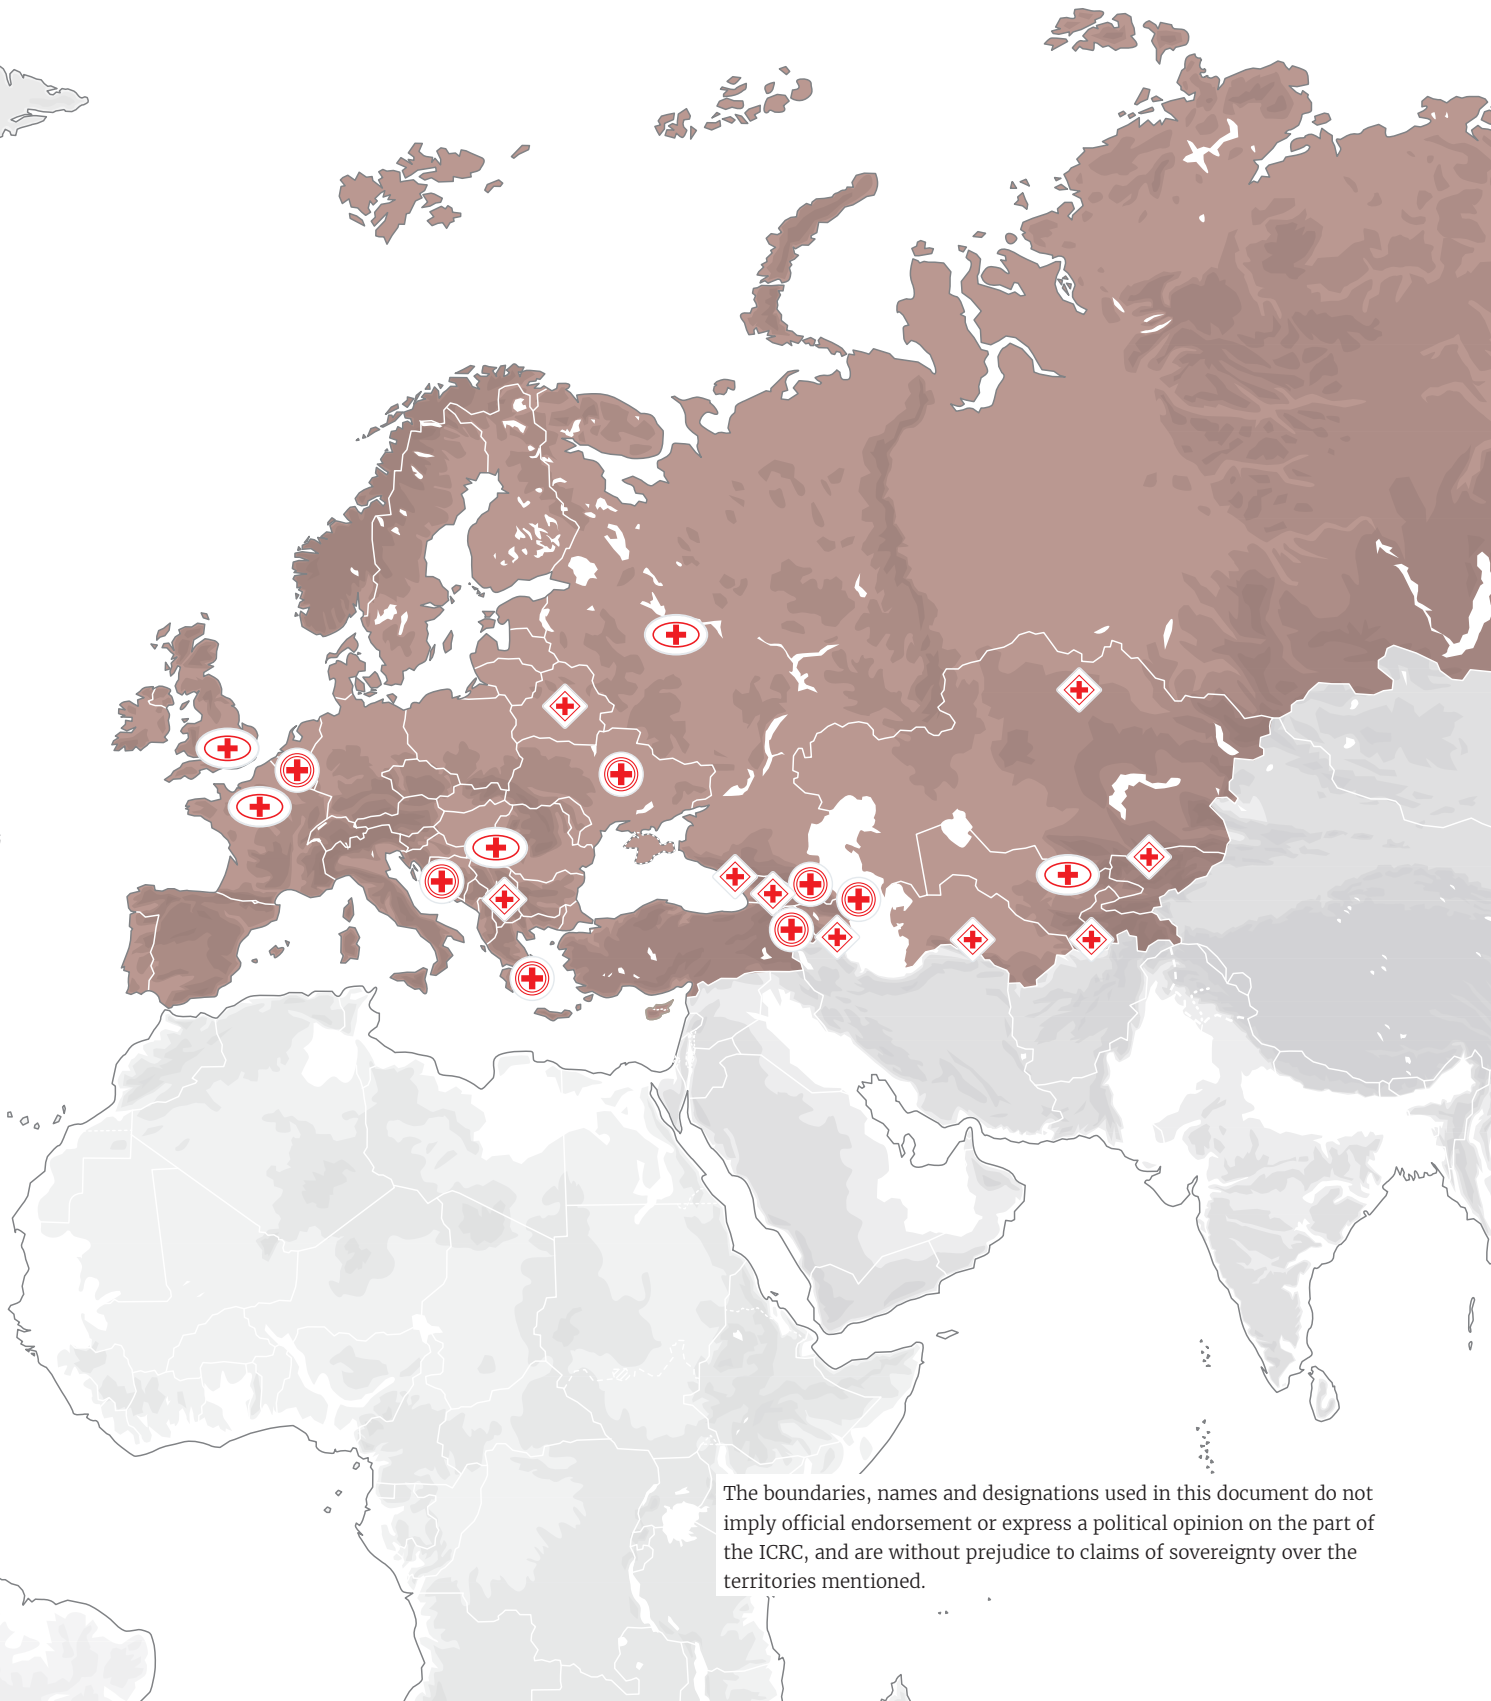 The boundaries, names and designations used in this document do not
imply official endorsement or express a political opinion on the part of
the ICRC, and are without prejudice to claims of sovereignty over the
territories mentioned.